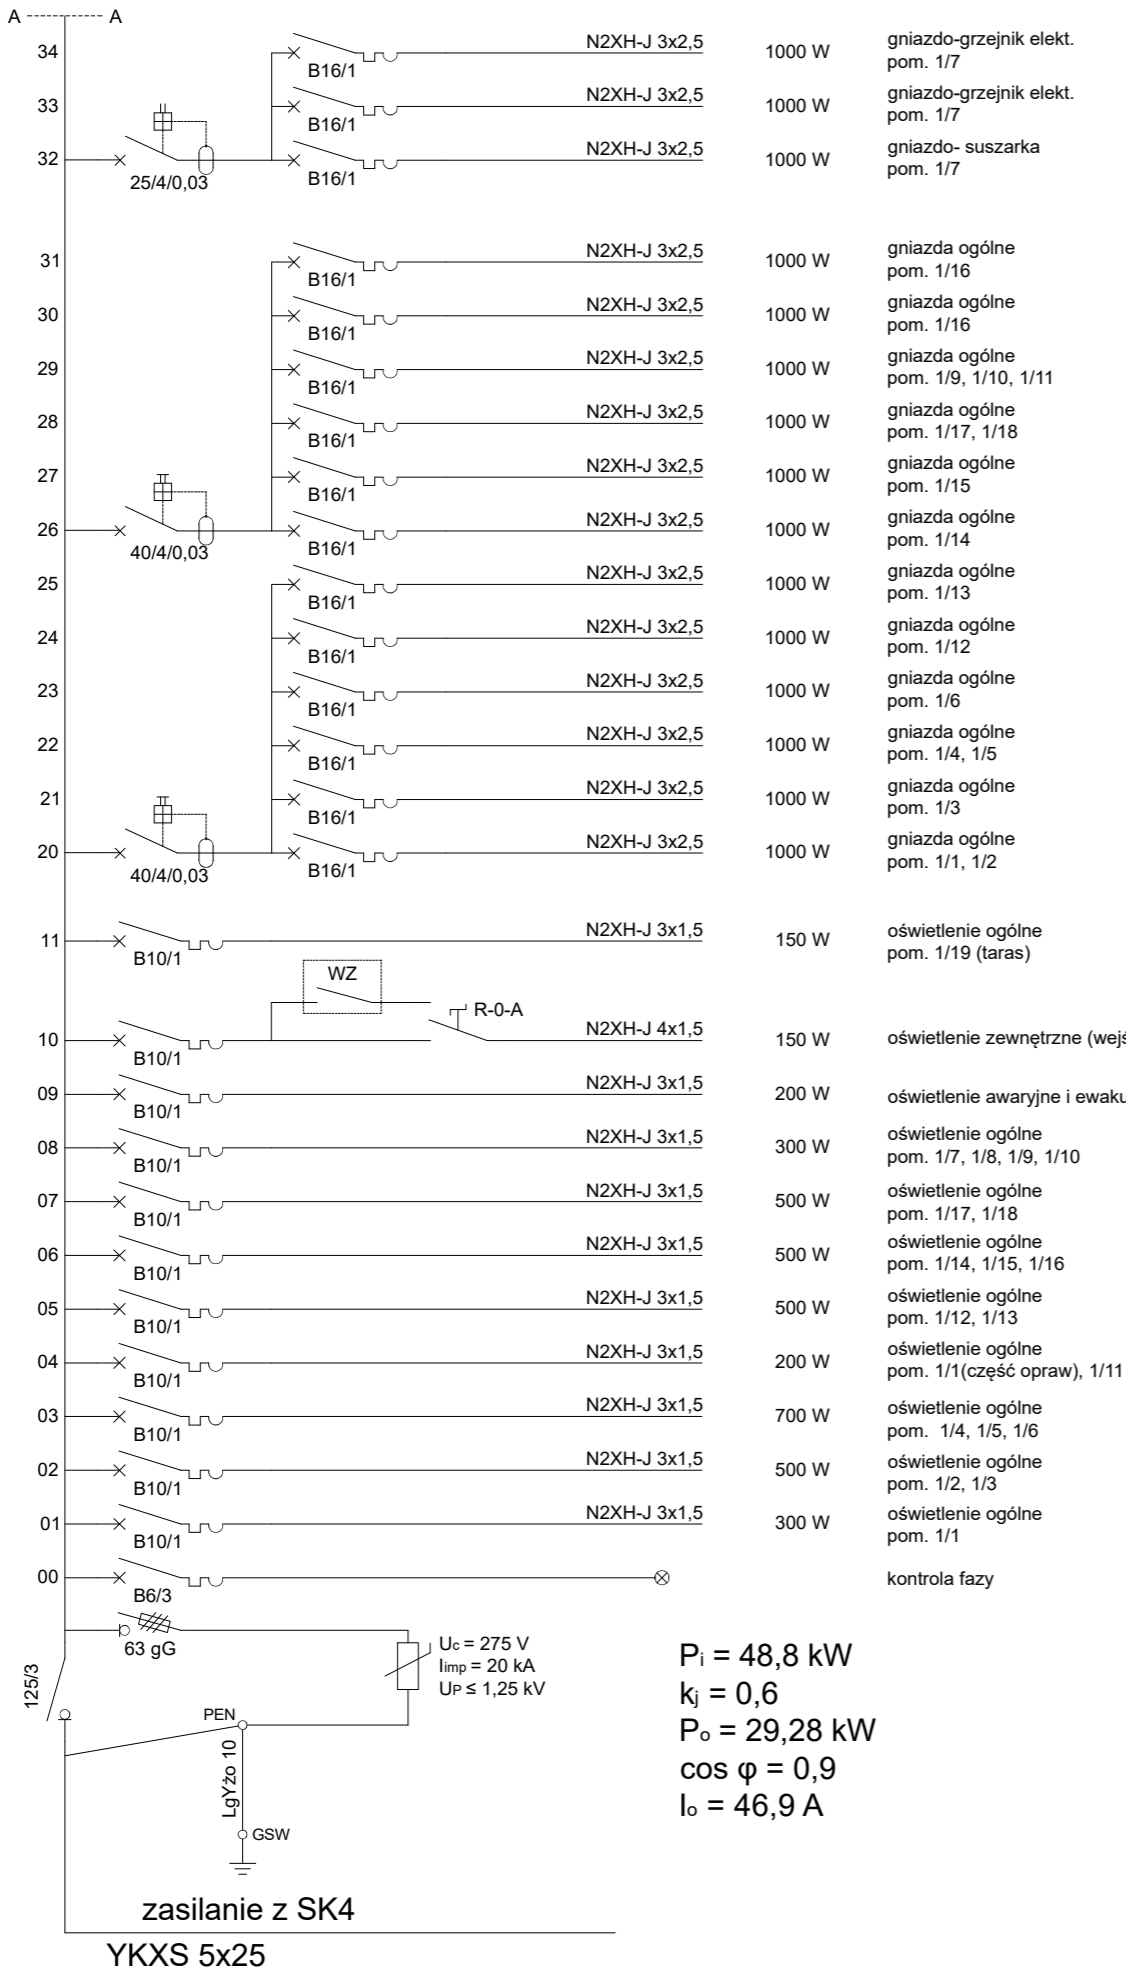 A A
34 B16/1 N2XH-J 3x2,5 1000 W gniazdo-grzejnik elekt.
pom. 1/7
33 B16/1 N2XH-J 3x2,5 1000 W gniazdo-grzejnik elekt.
pom. 1/7
32 25/4/0,03 B16/1 N2XH-J 3x2,5 1000 W gniazdo- suszarka
pom. 1/7
31 B16/1 N2XH-J 3x2,5 1000 W gniazda ogólne
pom. 1/16
30 B16/1 N2XH-J 3x2,5 1000 W gniazda ogólne
pom. 1/16
29 B16/1 N2XH-J 3x2,5 1000 W gniazda ogólne
pom. 1/9, 1/10, 1/11
28 B16/1 N2XH-J 3x2,5 1000 W gniazda ogólne
pom. 1/17, 1/18
27 B16/1 N2XH-J 3x2,5 1000 W gniazda ogólne
pom. 1/15
26 40/4/0,03 B16/1 N2XH-J 3x2,5 1000 W gniazda ogólne
pom. 1/14
25 B16/1 N2XH-J 3x2,5 1000 W gniazda ogólne
pom. 1/13
24 B16/1 N2XH-J 3x2,5 1000 W gniazda ogólne
pom. 1/12
23 B16/1 N2XH-J 3x2,5 1000 W gniazda ogólne
pom. 1/6
22 B16/1 N2XH-J 3x2,5 1000 W gniazda ogólne
pom. 1/4, 1/5
21 B16/1 N2XH-J 3x2,5 1000 W gniazda ogólne
pom. 1/3
20 40/4/0,03 B16/1 N2XH-J 3x2,5 1000 W gniazda ogólne
pom. 1/1, 1/2
11 B10/1 N2XH-J 3x1,5 150 W oświetlenie ogólne
pom. 1/19 (taras)
WZ
R-0-A
10 B10/1 N2XH-J 4x1,5 150 W oświetlenie zewnętrzne (wejś
09 B10/1 N2XH-J 3x1,5 200 W oświetlenie awaryjne i ewaku
08 B10/1 N2XH-J 3x1,5 300 W oświetlenie ogólne
pom. 1/7, 1/8, 1/9, 1/10
07 B10/1 N2XH-J 3x1,5 500 W oświetlenie ogólne
pom. 1/17, 1/18
06 B10/1 N2XH-J 3x1,5 500 W oświetlenie ogólne
pom. 1/14, 1/15, 1/16
05 B10/1 N2XH-J 3x1,5 500 W oświetlenie ogólne
pom. 1/12, 1/13
04 B10/1 N2XH-J 3x1,5 200 W oświetlenie ogólne
pom. 1/1(część opraw), 1/11
03 B10/1 N2XH-J 3x1,5 700 W oświetlenie ogólne
pom. 1/4, 1/5, 1/6
02 B10/1 N2XH-J 3x1,5 500 W oświetlenie ogólne
pom. 1/2, 1/3
01 B10/1 N2XH-J 3x1,5 300 W oświetlenie ogólne
pom. 1/1
00 B6/3 kontrola fazy
63 gG
125/3
Uc = 275 V
Iimp = 20 kA
UP ≤ 1,25 kV
PEN
LgYżo 10
GSW
Pi = 48,8 kW
kj = 0,6
Po = 29,28 kW
cos φ = 0,9
Io = 46,9 A
zasilanie z SK4
YKXS 5x25